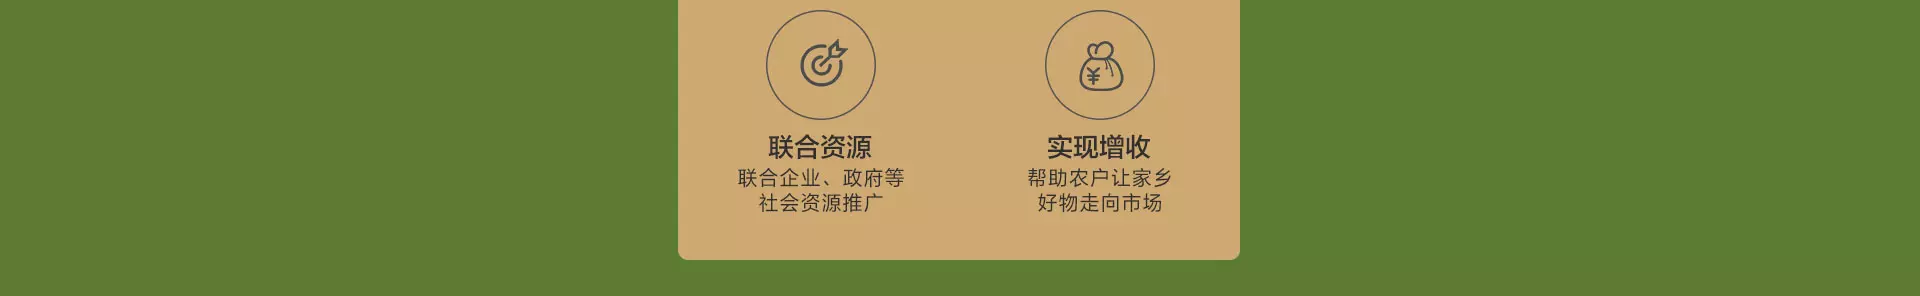 联合资源
联合企业、政府等
社会资源推广
实现增收
帮助农户让家乡
好物走向市场